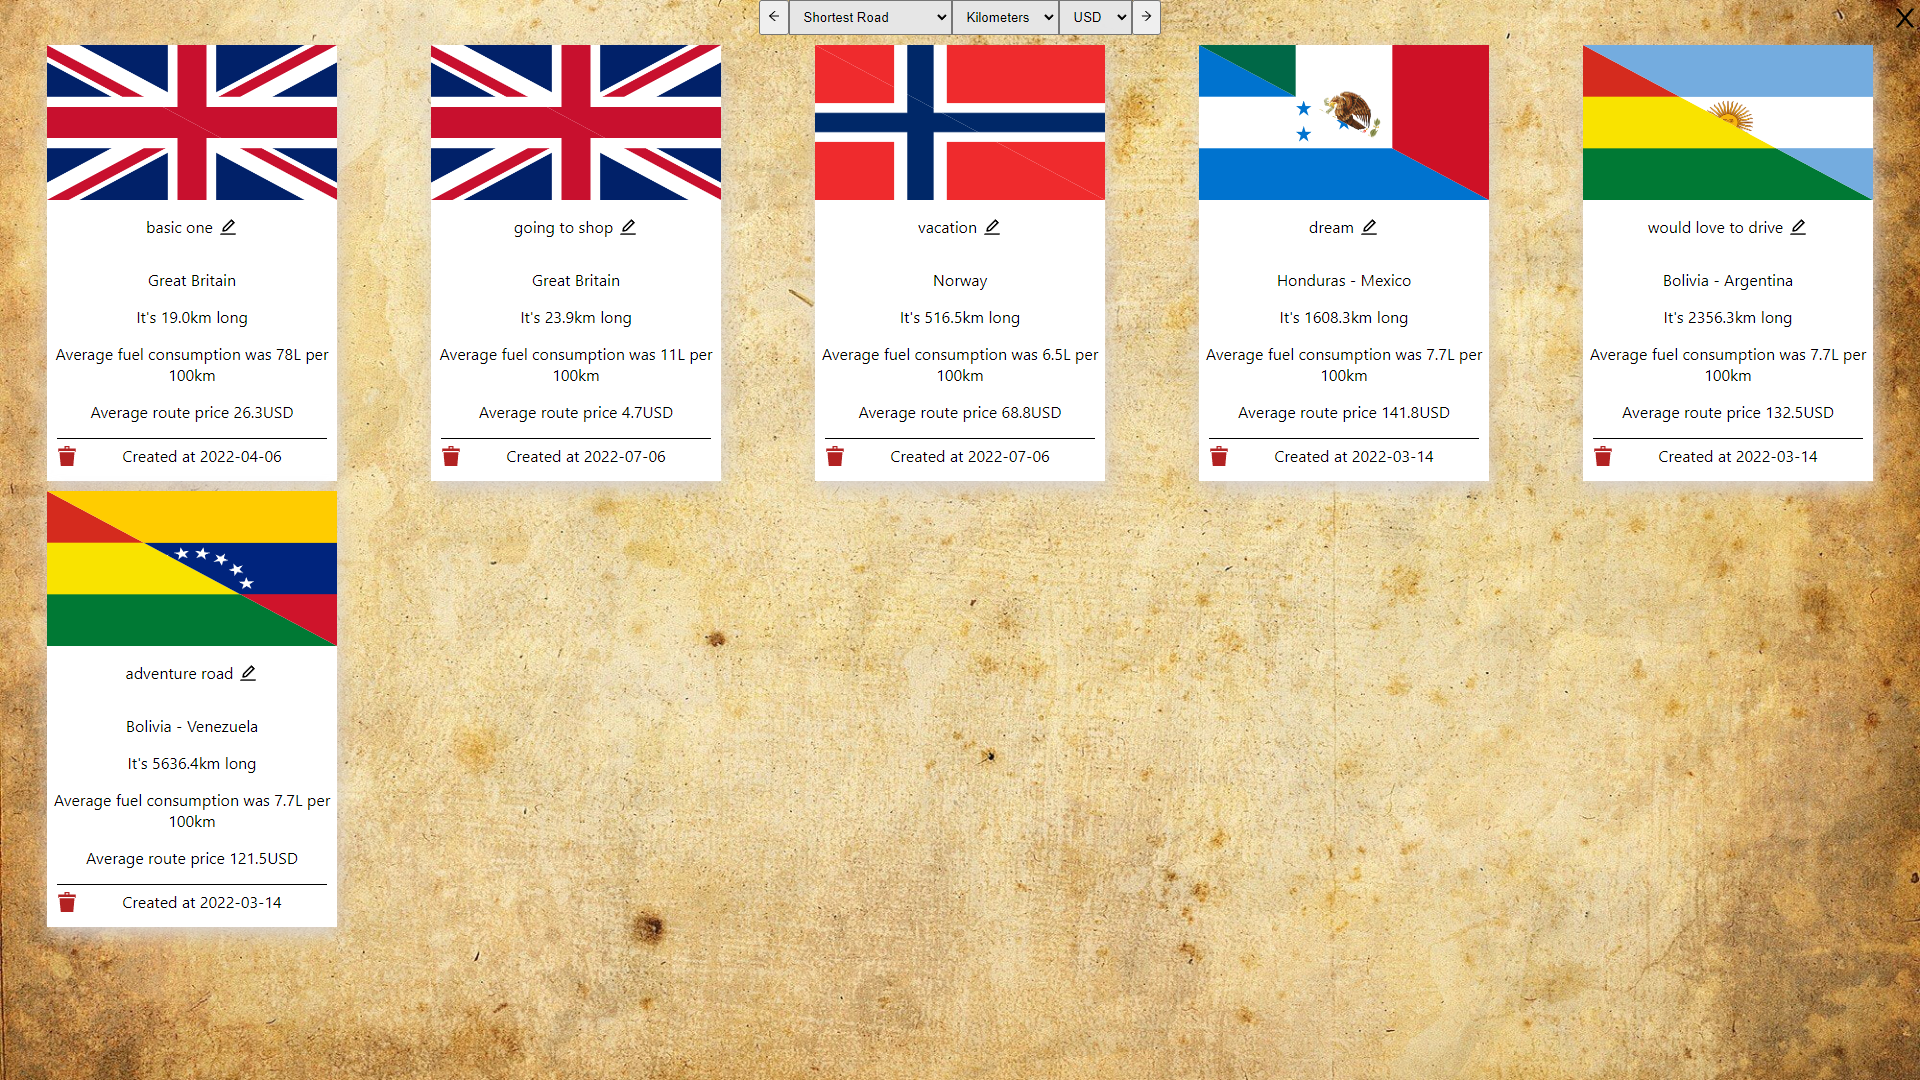 ← Shortest Road Kilometers USD →
X
basic one
Great Britain
It's 19.0km long
Average fuel consumption was 78L per
100km
Average route price 26.3USD
Created at 2022-04-06
going to shop
Great Britain
It's 23.9km long
Average fuel consumption was 11L per
100km
Average route price 4.7USD
Created at 2022-07-06
vacation
Norway
It's 516.5km long
Average fuel consumption was 6.5L per
100km
Average route price 68.8USD
Created at 2022-07-06
dream
Honduras - Mexico
It's 1608.3km long
Average fuel consumption was 7.7L per
100km
Average route price 141.8USD
Created at 2022-03-14
would love to drive
Bolivia - Argentina
It's 2356.3km long
Average fuel consumption was 7.7L per
100km
Average route price 132.5USD
Created at 2022-03-14
adventure road
Bolivia - Venezuela
It's 5636.4km long
Average fuel consumption was 7.7L per
100km
Average route price 121.5USD
Created at 2022-03-14